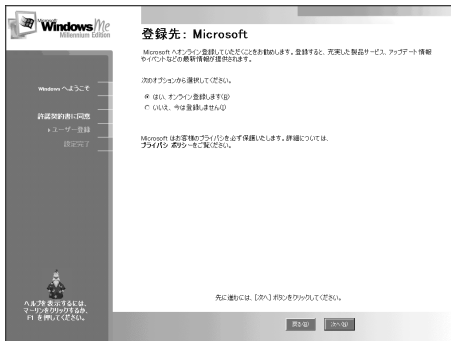 Microsoft
Windows Me
Millennium Edition
Windows へようこそ
許諾契約書に同意
ユーザー登録
設定完了
ヘルプを表示するには、
マーリンをクリックするか、
F1 を押してください。
登録先: Microsoft
Microsoft へオンライン登録していただくことをお勧めします。登録すると、充実した製品サービス、アップデート情報
やイベントなどの最新情報が提供されます。
次のオプションから選択してください。
はい、オンライン登録します(R)
いいえ、今は登録しません(I)
Microsoft はお客様のプライバシを必ず保護いたします。詳細については、
プライバシ ポリシーをご覧ください。
先に進むには、[次へ] ボタンをクリックしてください。
戻る(B)
次へ(N)